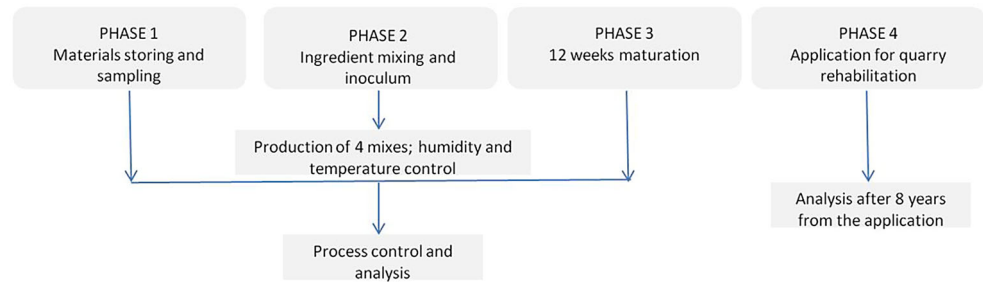 PHASE 1
Materials storing and
sampling
PHASE 2
Ingredient mixing and
inoculum
PHASE 3
12 weeks maturation
PHASE 4
Application for quarry
rehabilitation
Production of 4 mixes; humidity and
temperature control
Analysis after 8 years
from the application
Process control and
analysis